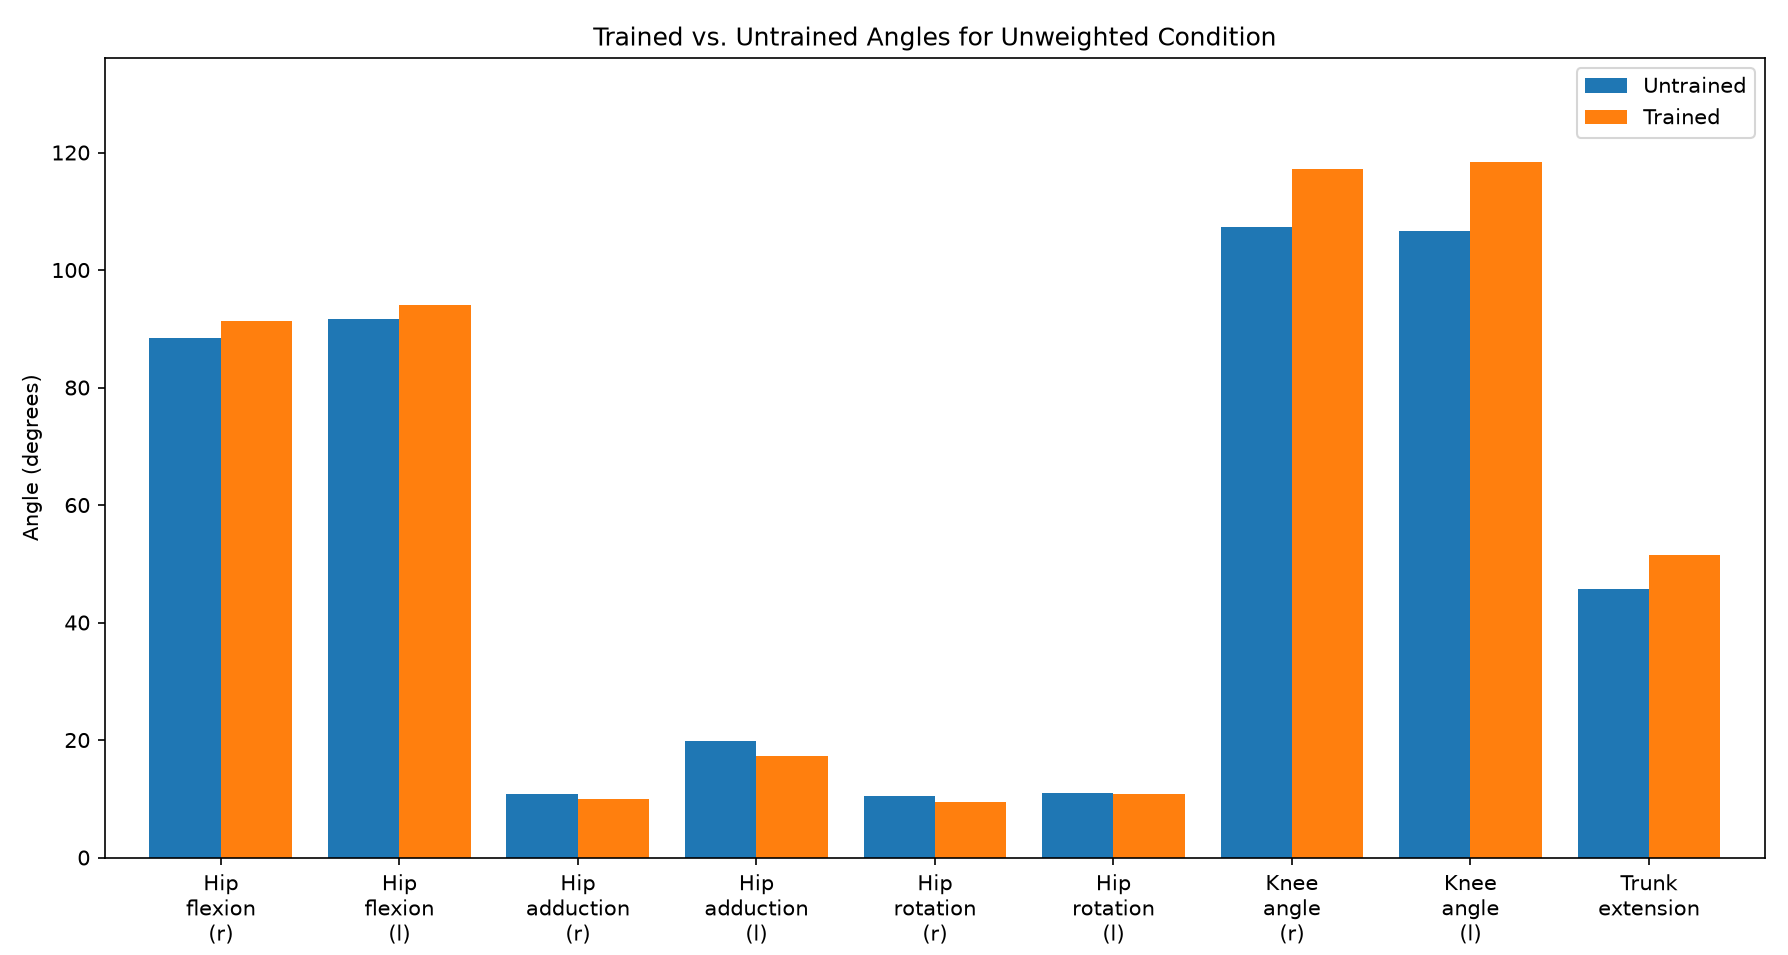 Trained vs. Untrained Angles for Unweighted Condition
Untrained
Trained
Angle (degrees)
120
100
80
60
40
20
0
Hip
flexion
(r)
Hip
flexion
(l)
Hip
adduction
(r)
Hip
adduction
(l)
Hip
rotation
(r)
Hip
rotation
(l)
Knee
angle
(r)
Knee
angle
(l)
Trunk
extension